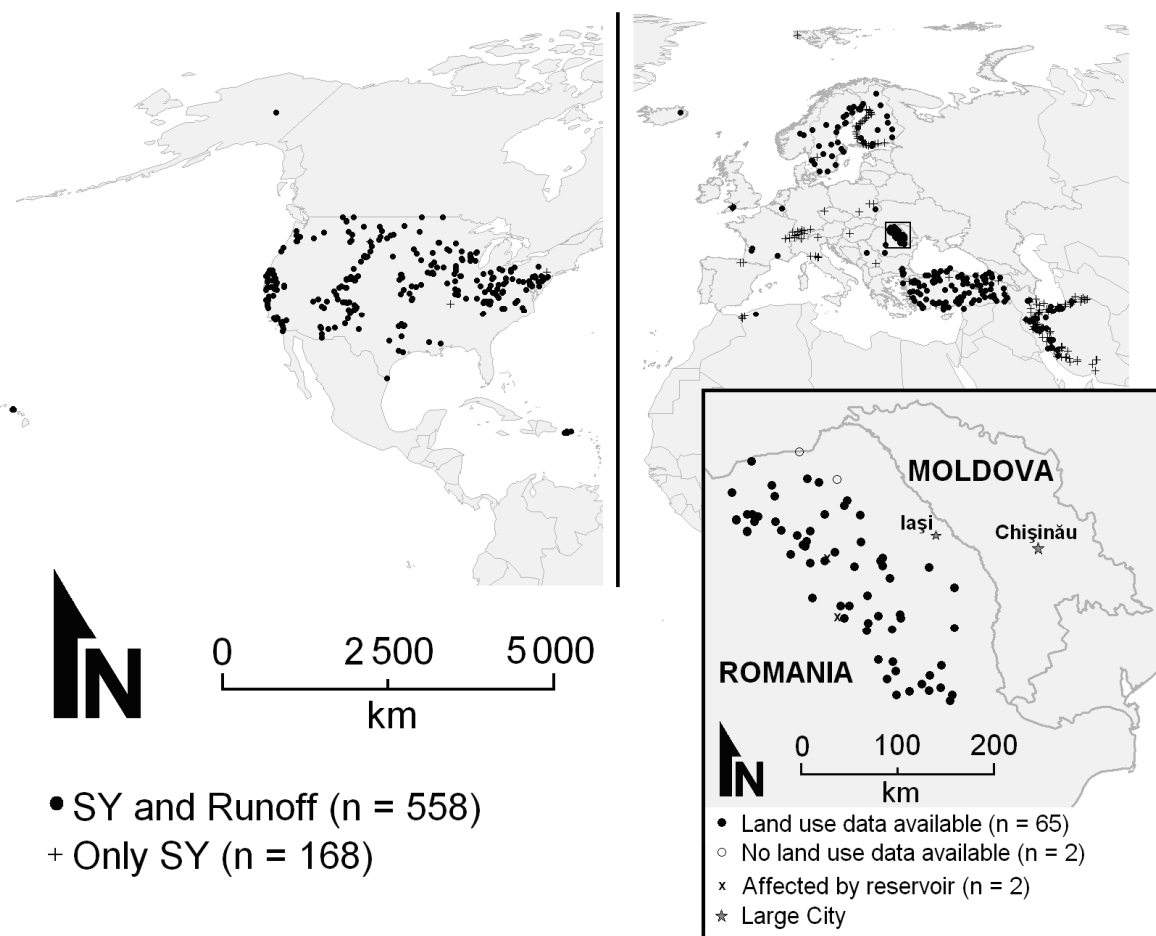 MOLDOVA
Iaşi
Chişinău
ROMANIA
N
0 100 200
km
N
0 2 500 5 000
km
SY and Runoff (n = 558)
Only SY (n = 168)
Land use data available (n = 65)
No land use data available (n = 2)
Affected by reservoir (n = 2)
Large City